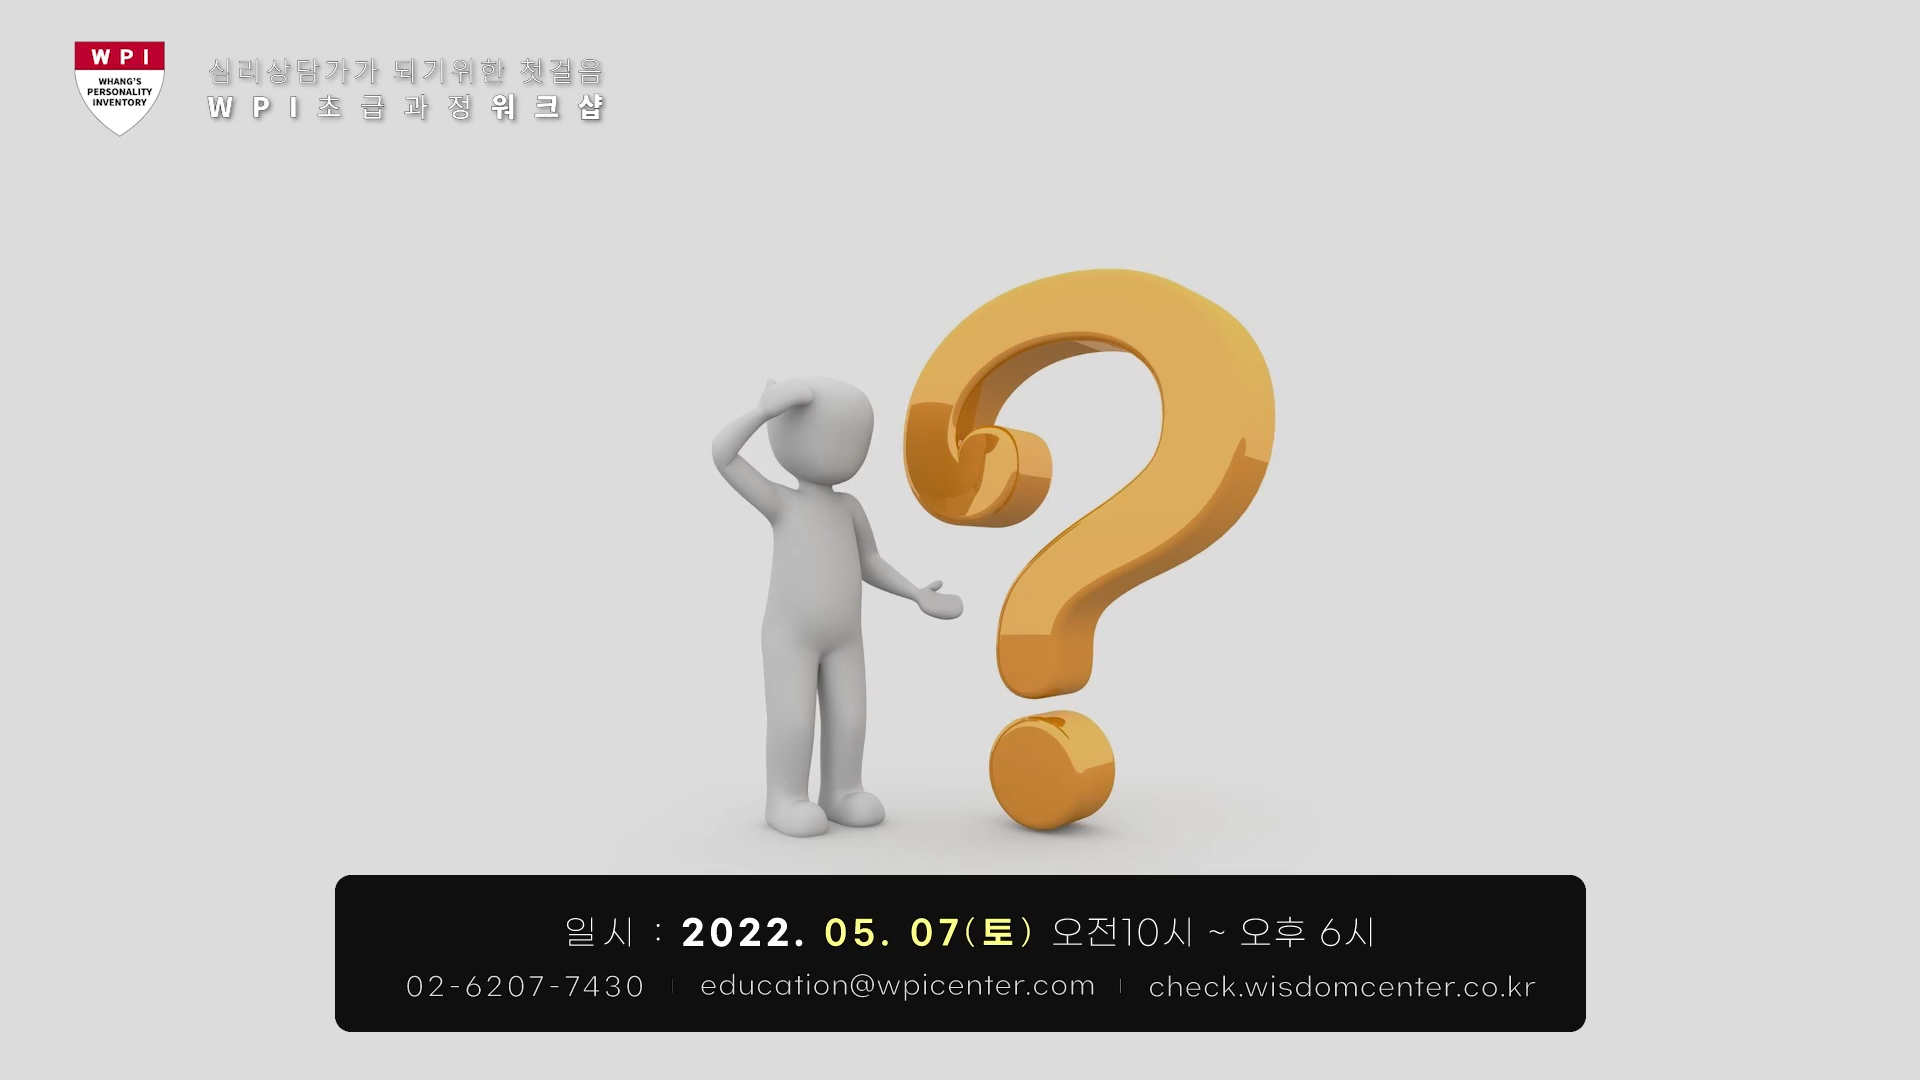 WPI
WHANG'S
PERSONALITY
INVENTORY
심리상담가가 되기위한 첫걸음
WPI초급과정워크샵
일시 : 2022. 05. 07(토) 오전10시 ~ 오후 6시
02-6207-7430 | education@wpicenter.com | check.wisdomcenter.co.kr